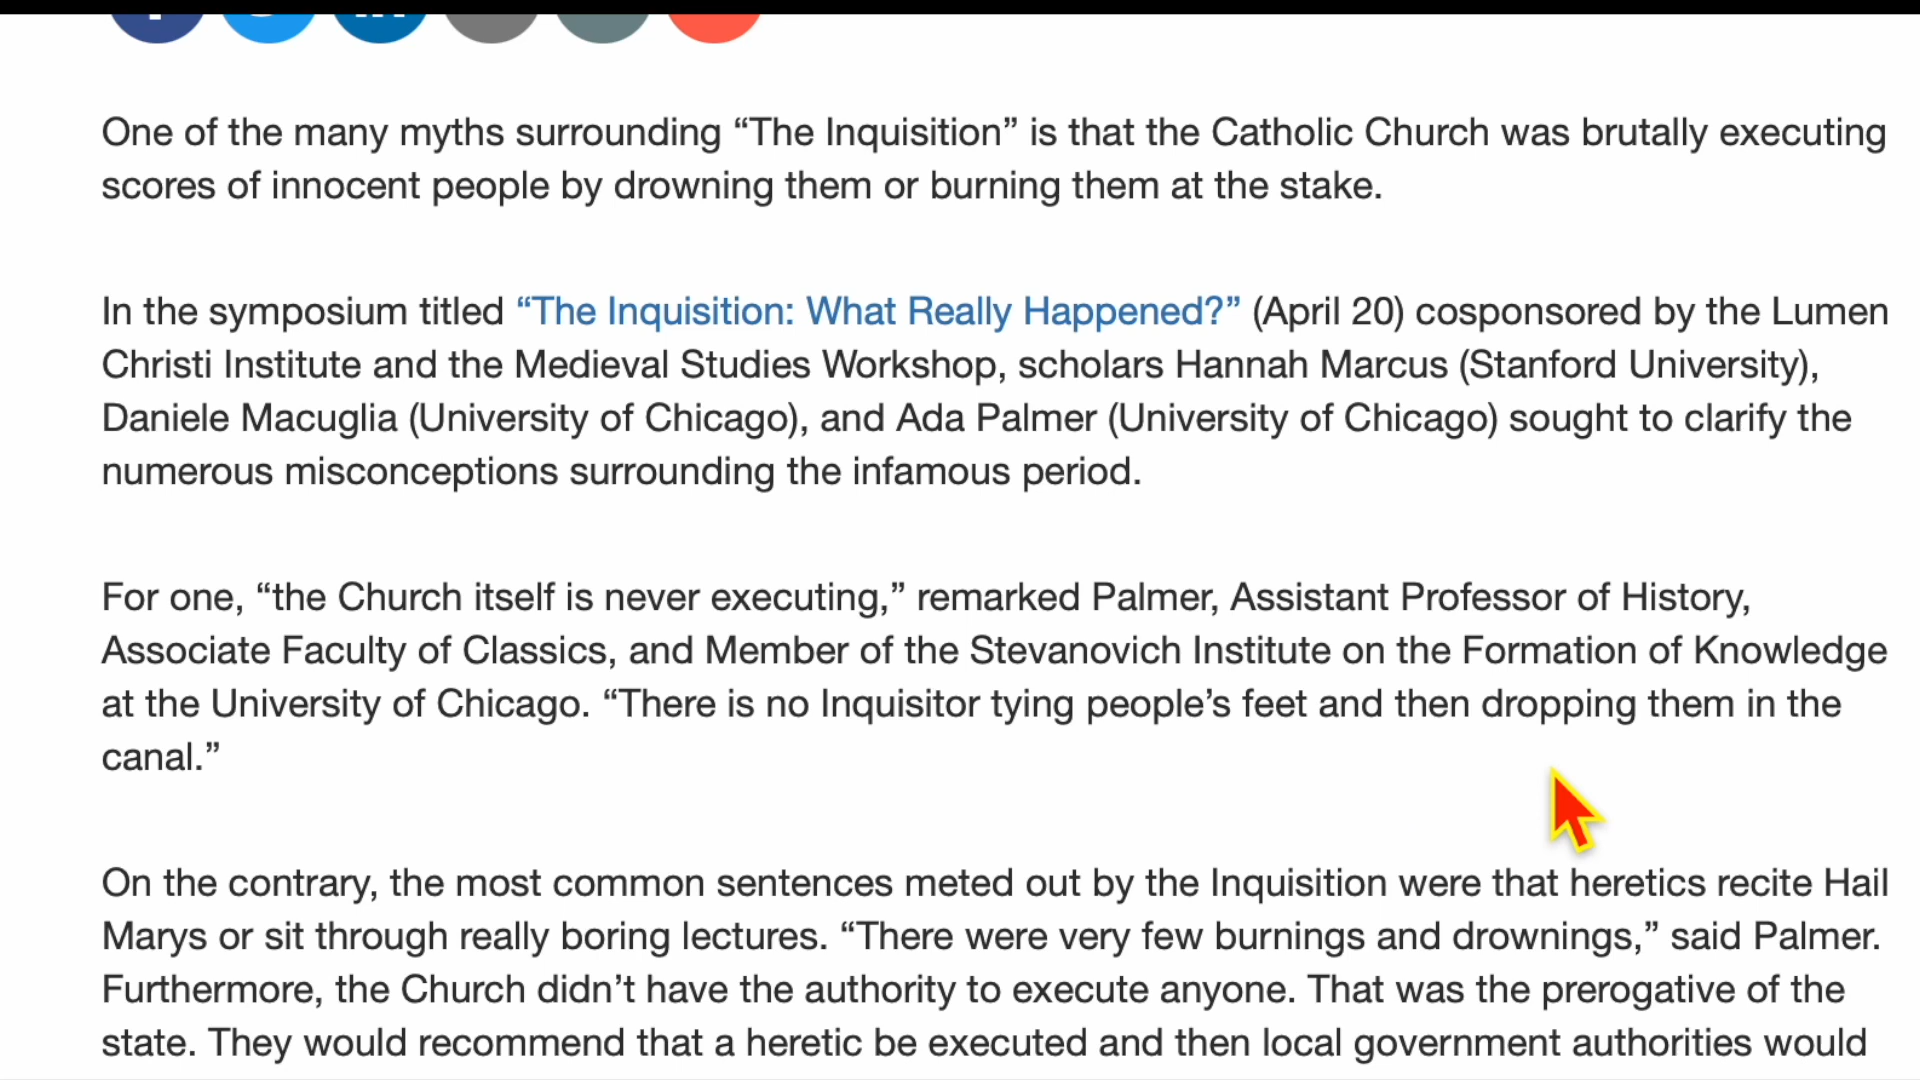 One of the many myths surrounding “The Inquisition” is that the Catholic Church was brutally executing
scores of innocent people by drowning them or burning them at the stake.
In the symposium titled “The Inquisition: What Really Happened?” (April 20) cosponsored by the Lumen
Christi Institute and the Medieval Studies Workshop, scholars Hannah Marcus (Stanford University),
Daniele Macuglia (University of Chicago), and Ada Palmer (University of Chicago) sought to clarify the
numerous misconceptions surrounding the infamous period.
For one, “the Church itself is never executing,” remarked Palmer, Assistant Professor of History,
Associate Faculty of Classics, and Member of the Stevanovich Institute on the Formation of Knowledge
at the University of Chicago. “There is no Inquisitor tying people’s feet and then dropping them in the
canal.”
On the contrary, the most common sentences meted out by the Inquisition were that heretics recite Hail
Marys or sit through really boring lectures. “There were very few burnings and drownings,” said Palmer.
Furthermore, the Church didn’t have the authority to execute anyone. That was the prerogative of the
state. They would recommend that a heretic be executed and then local government authorities would